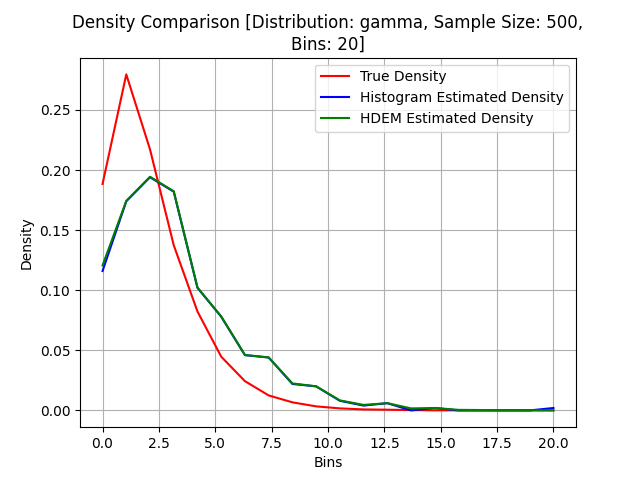 Density Comparison [Distribution: gamma, Sample Size: 500,
Bins: 20]
True Density
Histogram Estimated Density
HDEM Estimated Density
Density
0.25
0.20
0.15
0.10
0.05
0.00
0.0 2.5 5.0 7.5 10.0 12.5 15.0 17.5 20.0
Bins